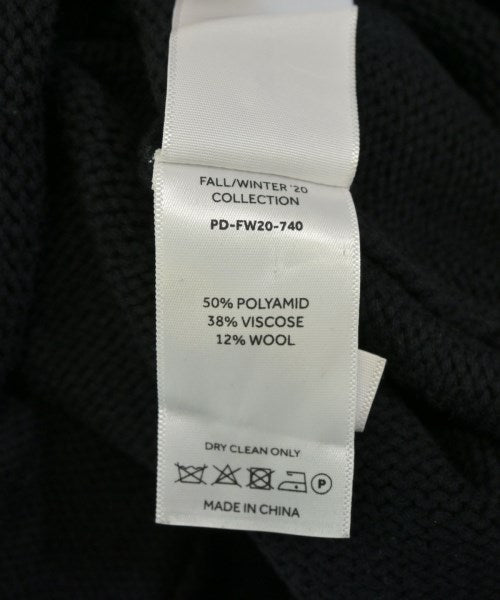 FALL/WINTER '20
COLLECTION
PD-FW20-740
50% POLYAMID
38% VISCOSE
12% WOOL
DRY CLEAN ONLY
P
MADE IN CHINA